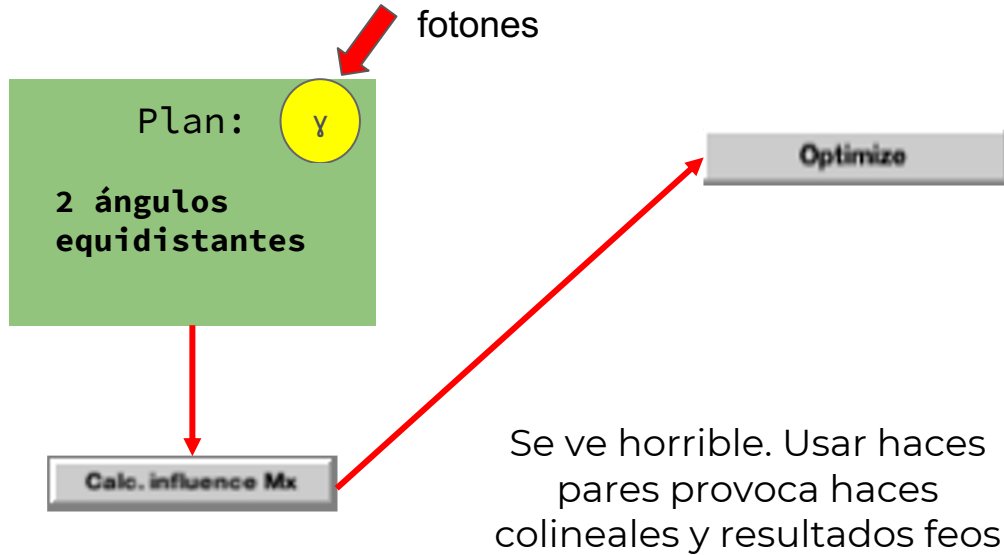 fotones
Plan:
ɣ
2 ángulos
equidistantes
Optimize
Calc. influence Mx
Se ve horrible. Usar haces
pares provoca haces
colineales y resultados feos